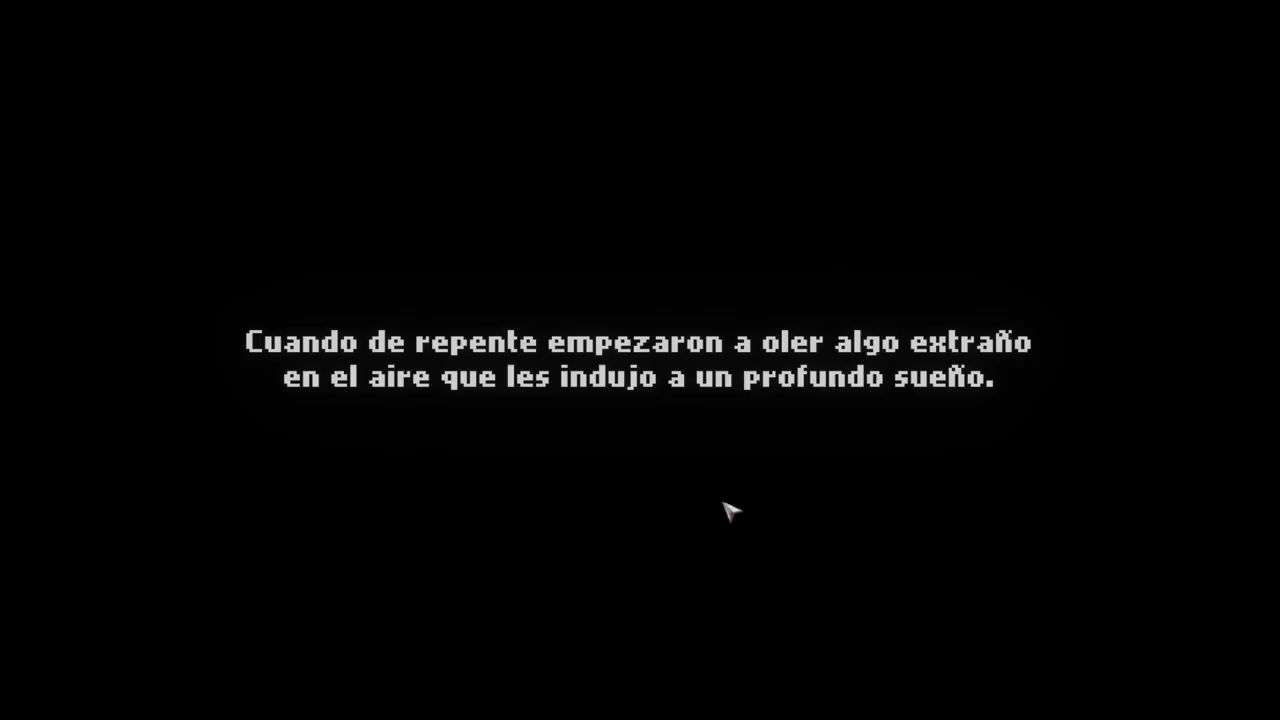 Cuando de repente empezaron a oler algo extraño
en el aire que les indujo a un profundo sueño.